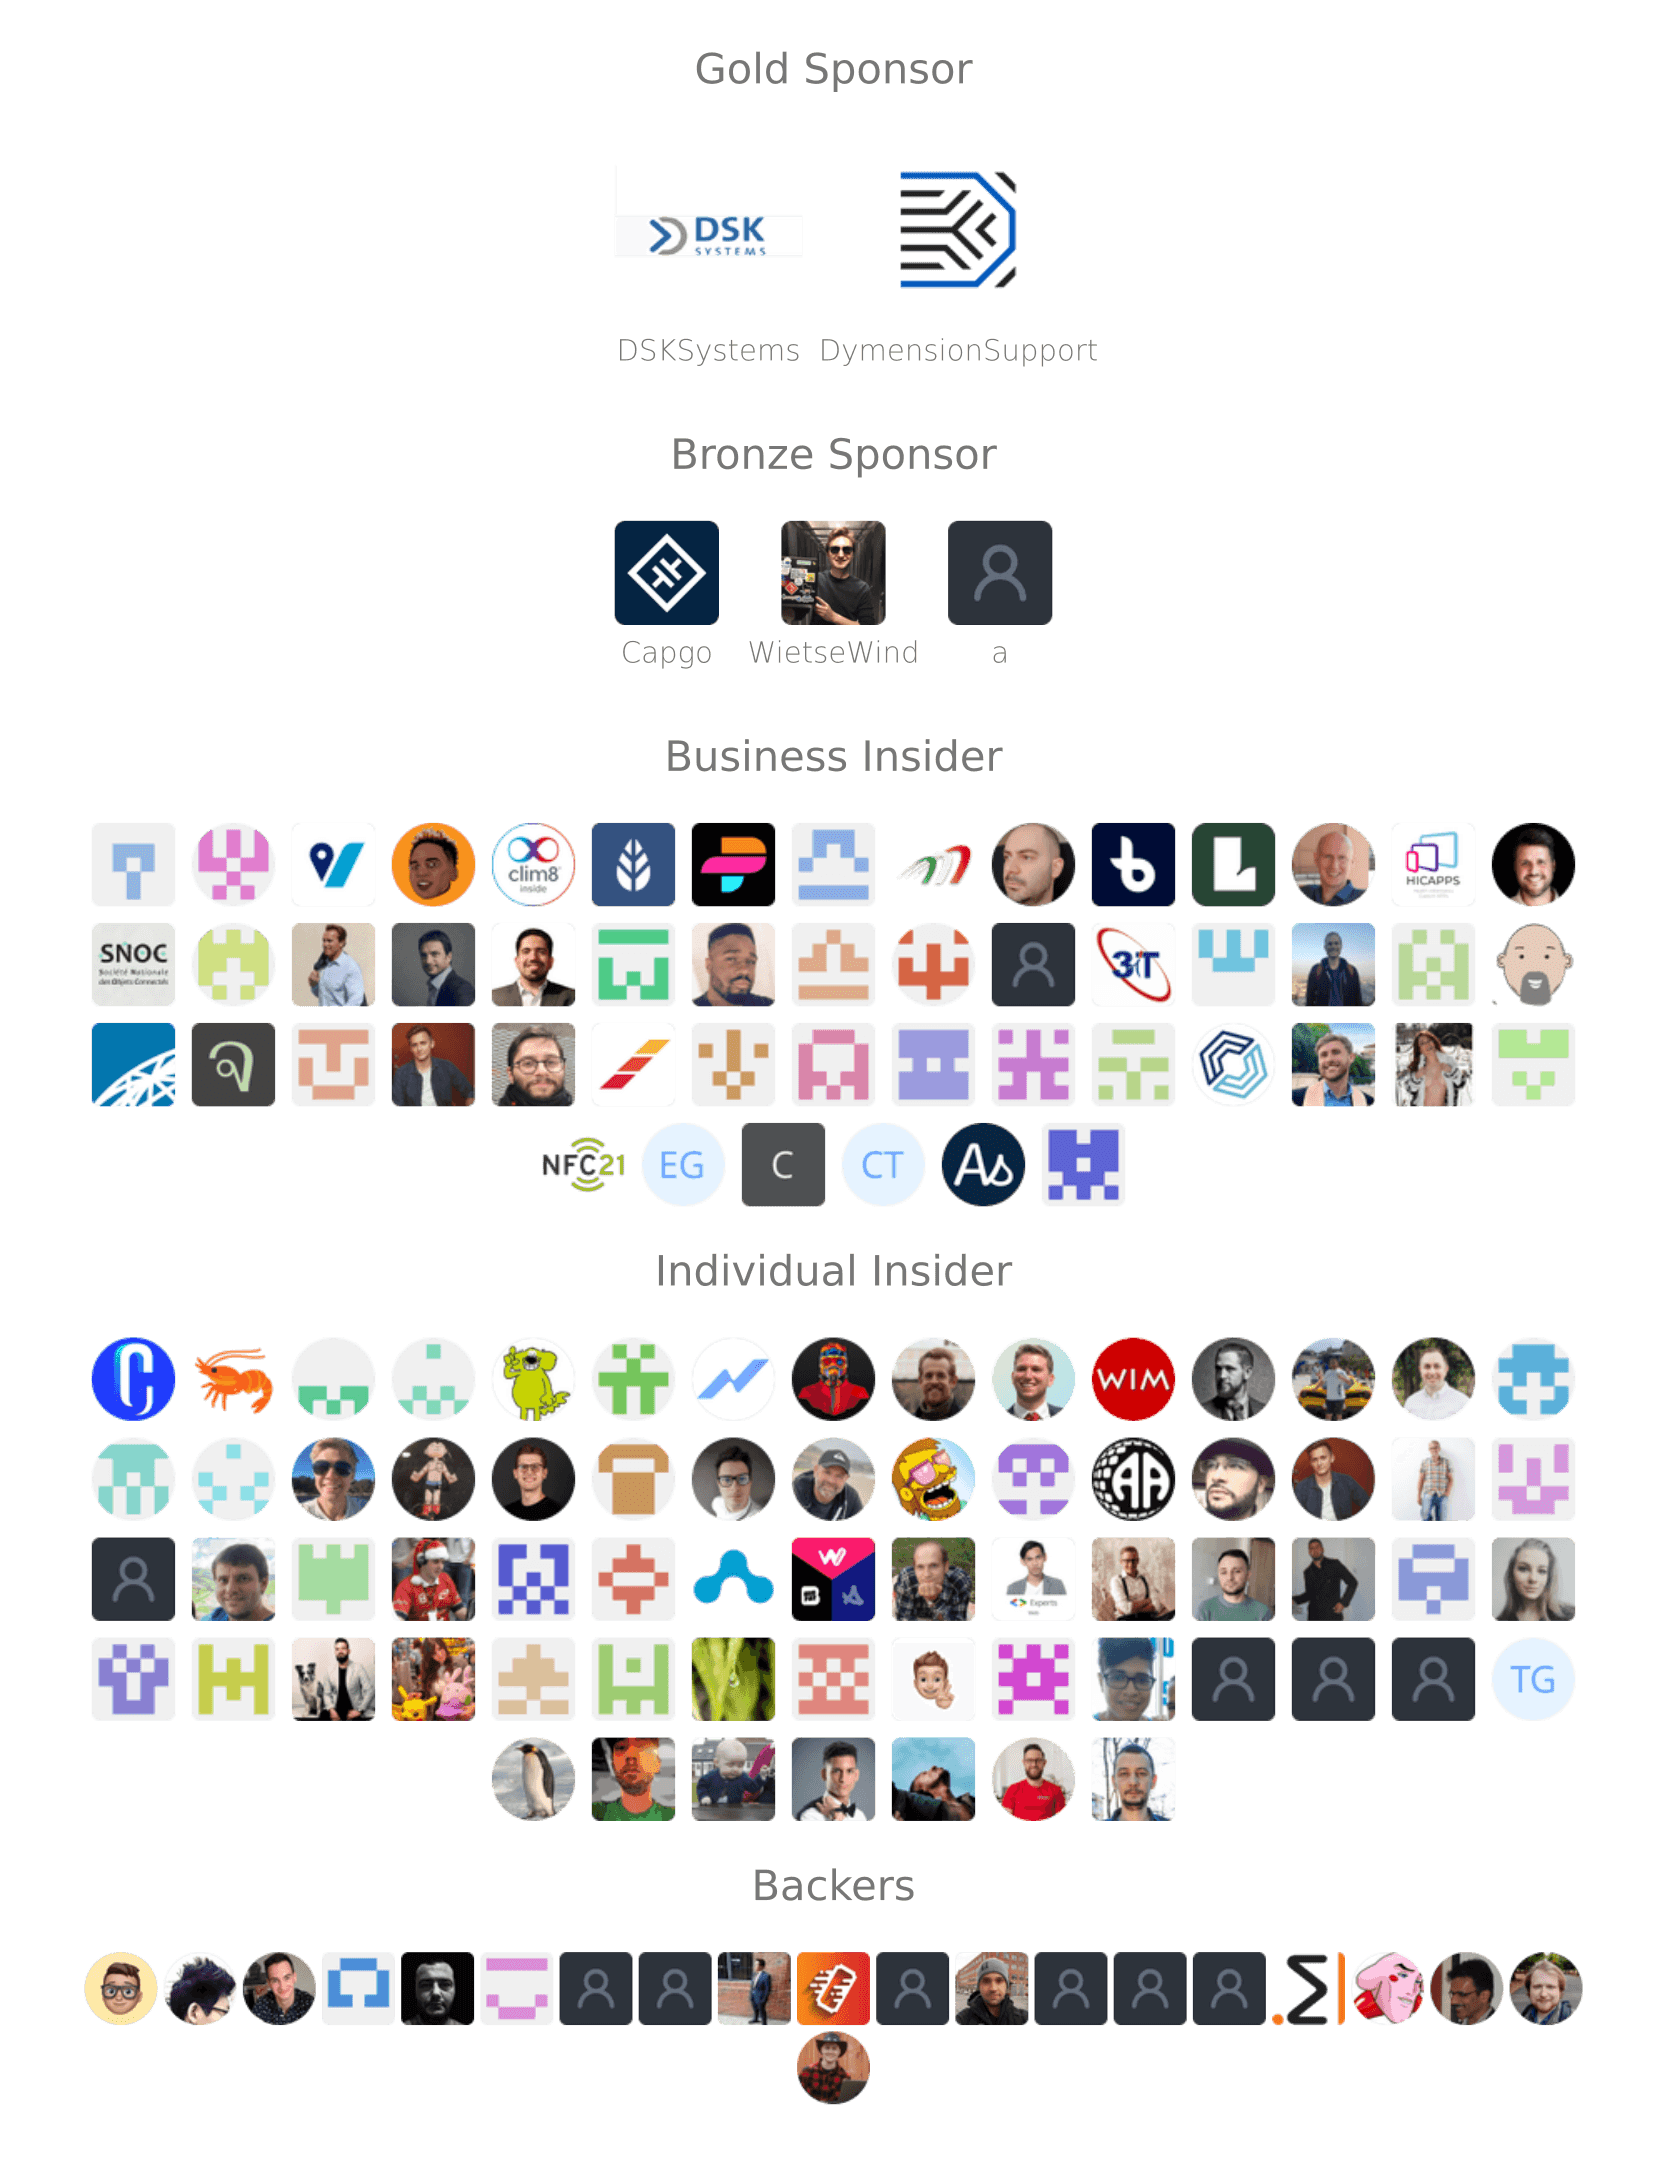 Gold Sponsor
DSK
SYSTEMS
DSKSystems DymensionSupport
Bronze Sponsor
Capgo WietseWind a
Business Insider
clim8
inside
HICAPPS
SNOC
Société Nationale
des Objets Connectés
3iT
NFC21 EG C CT As
Individual Insider
WIM
AA
W
B
Experts
TG
Backers